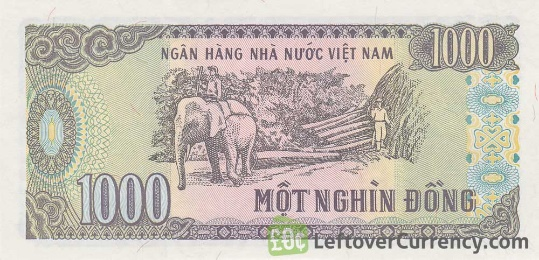 NGÂN HÀNG NHÀ NƯỚC VIỆT NAM
1000
1000
MỘT NGHÌN ĐỒNG
LeftoverCurrency.com